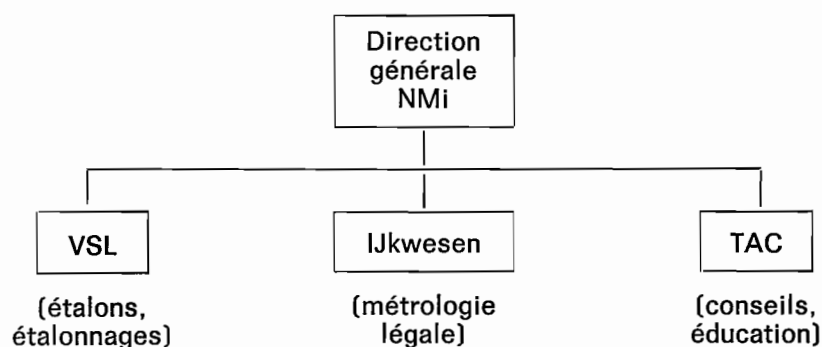 Direction
générale
NMi
VSL
IJkwesen
TAC
(étalons,
étalonnages)
(métrologie
légale)
(conseils,
éducation)